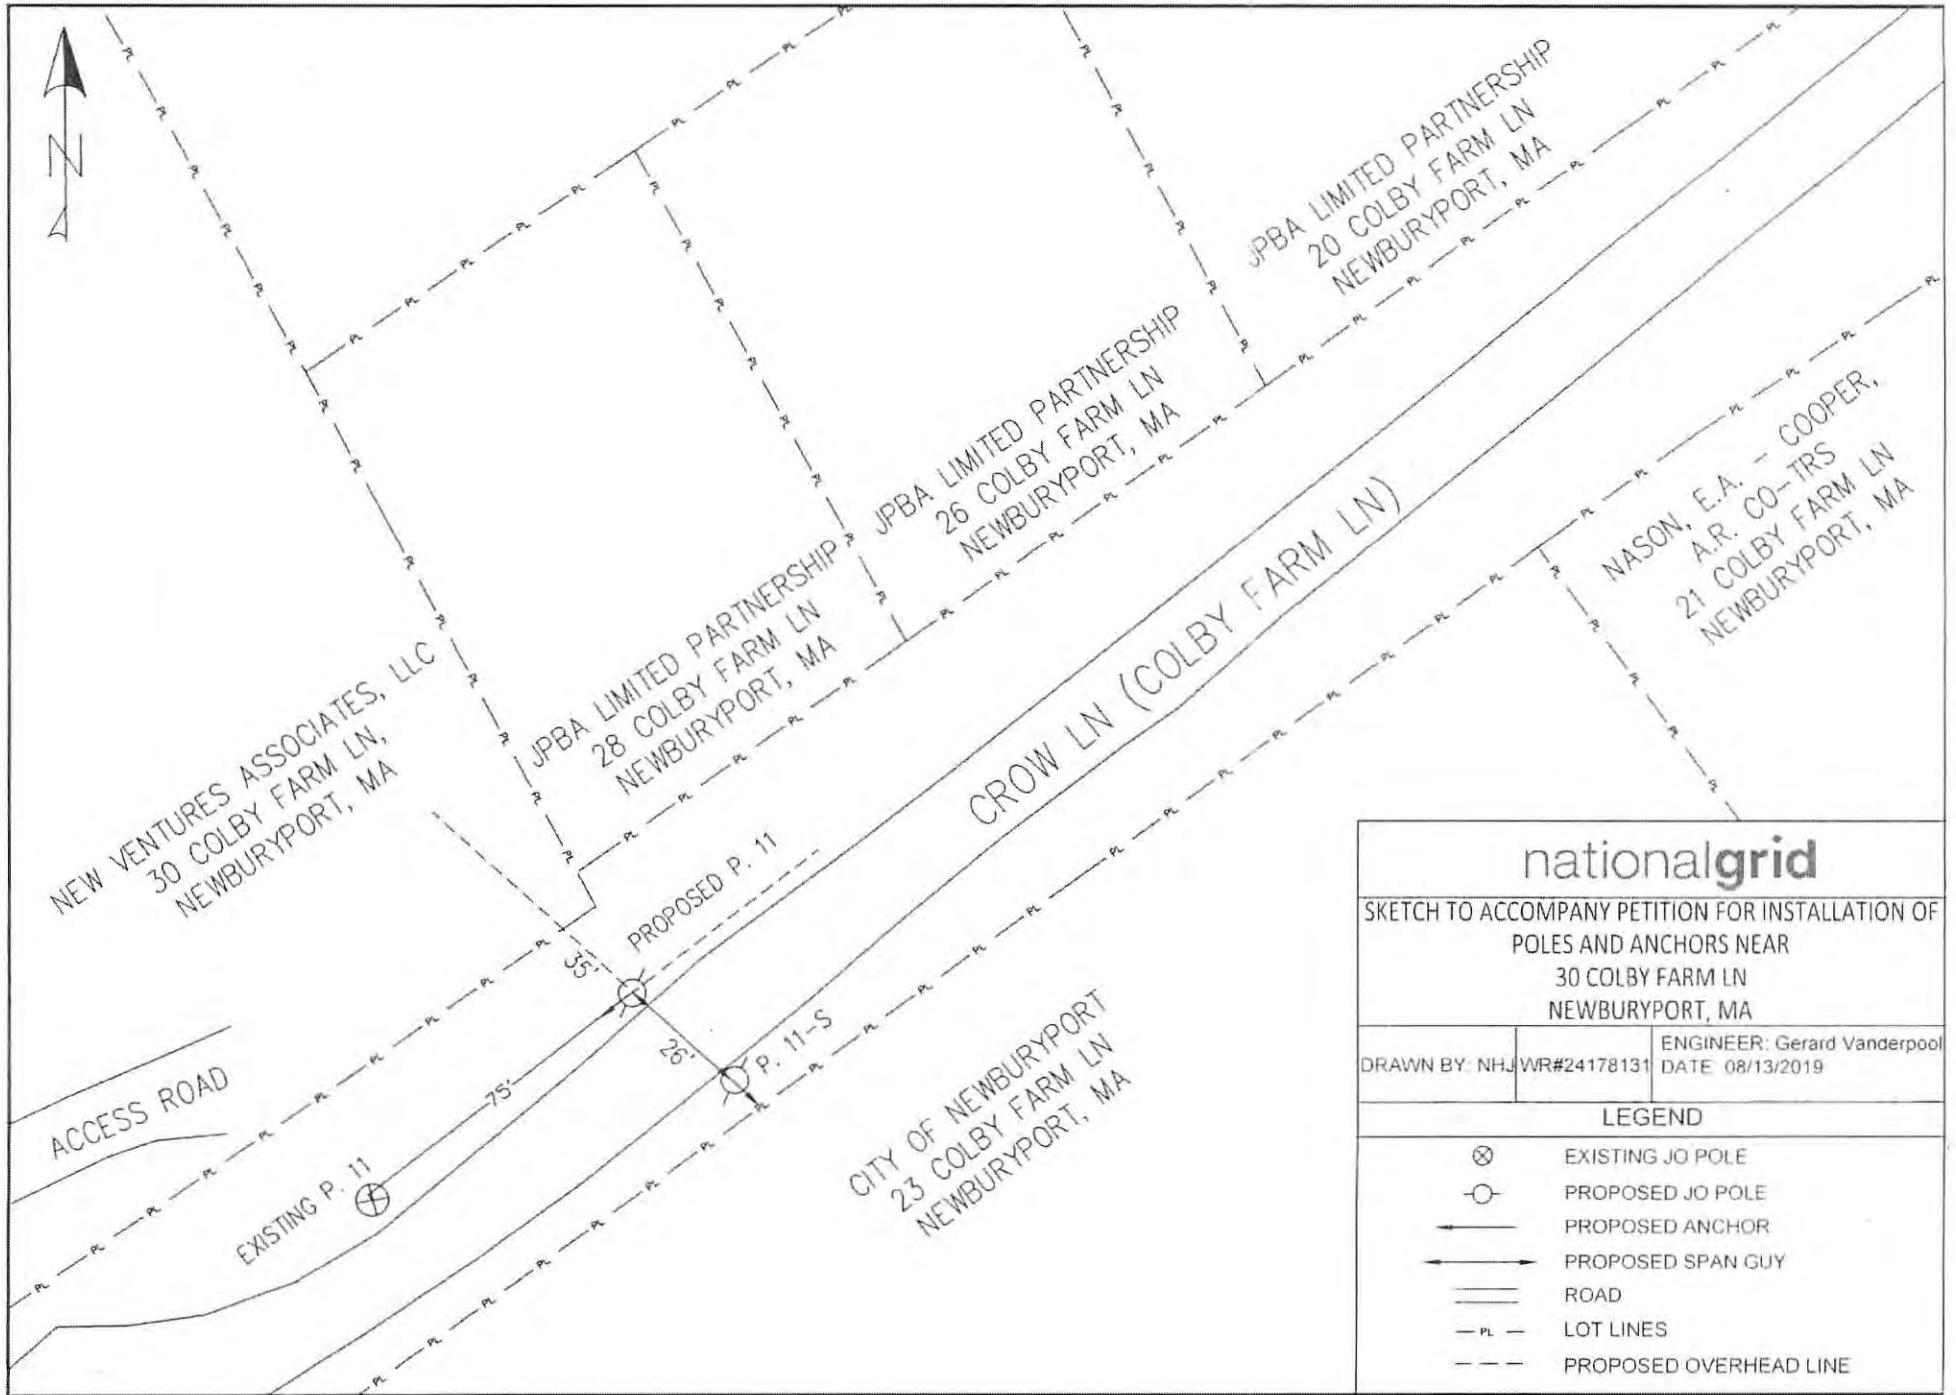 N
JPBA LIMITED PARTNERSHIP
20 COLBY FARM LN
NEWBURYPORT, MA
JPBA LIMITED PARTNERSHIP
26 COLBY FARM LN
NEWBURYPORT, MA
NASON, E.A. - COOPER,
A.R. CO-TRS
21 COLBY FARM LN
NEWBURYPORT, MA
JPBA LIMITED PARTNERSHIP
28 COLBY FARM LN
NEWBURYPORT, MA
NEW VENTURES ASSOCIATES, LLC
30 COLBY FARM LN,
NEWBURYPORT, MA
CROW LN (COLBY FARM LN)
PROPOSED P. 11
35'
26'
P. 11-S
75'
ACCESS ROAD
EXISTING P. 11
CITY OF NEWBURYPORT
23 COLBY FARM LN
NEWBURYPORT, MA
nationalgrid
SKETCH TO ACCOMPANY PETITION FOR INSTALLATION OF
POLES AND ANCHORS NEAR
30 COLBY FARM LN
NEWBURYPORT, MA
DRAWN BY: NHJ
WR#24178131
ENGINEER: Gerard Vanderpool
DATE 08/13/2019
LEGEND
EXISTING JO POLE
PROPOSED JO POLE
PROPOSED ANCHOR
PROPOSED SPAN GUY
ROAD
PL LOT LINES
PROPOSED OVERHEAD LINE